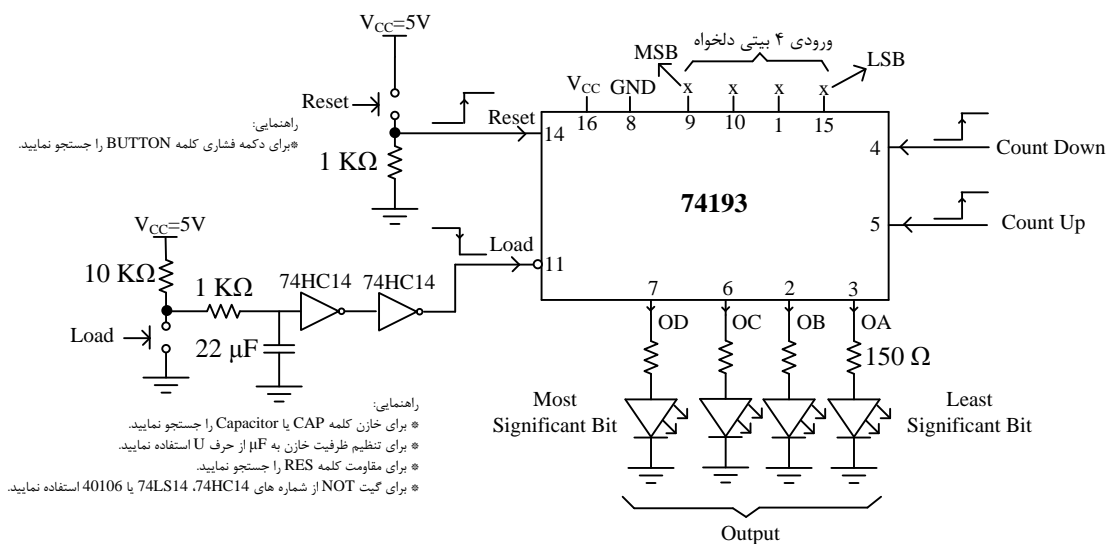 V_CC=5V
ورودی ۴ بیتی دلخواه
MSB
LSB
V_CC GND x x x x
16 8 9 10 1 15
Reset
Reset
14
راهنمایی:
*برای دکمه فشاری کلمه BUTTON را جستجو نمایید.
1 KΩ
4
Count Down
74193
5
Count Up
V_CC=5V
10 KΩ
1 KΩ
74HC14 74HC14
Load
11
Load
22 μF
7 6 2 3
OD OC OB OA
150 Ω
Most
Significant Bit
Least
Significant Bit
راهنمایی:
* برای خازن کلمه CAP یا Capacitor را جستجو نمایید.
* برای تنظیم ظرفیت خازن به μF از حرف U استفاده نمایید.
* برای مقاومت کلمه RES را جستجو نمایید.
* برای گیت NOT از شماره های 74HC14، 74LS14 یا 40106 استفاده نمایید.
Output